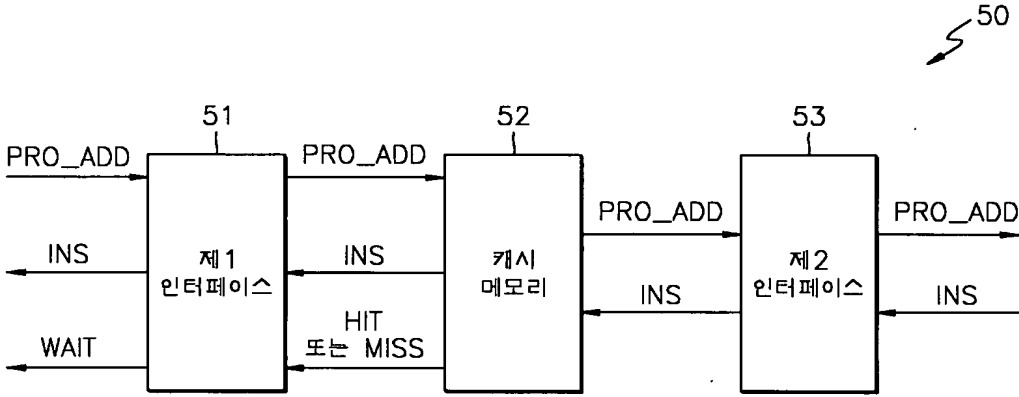 50
51
52
53
PRO_ADD
PRO_ADD
PRO_ADD
PRO_ADD
INS
제1
인터페이스
INS
캐시
메모리
INS
제2
인터페이스
INS
WAIT
HIT
또는 MISS